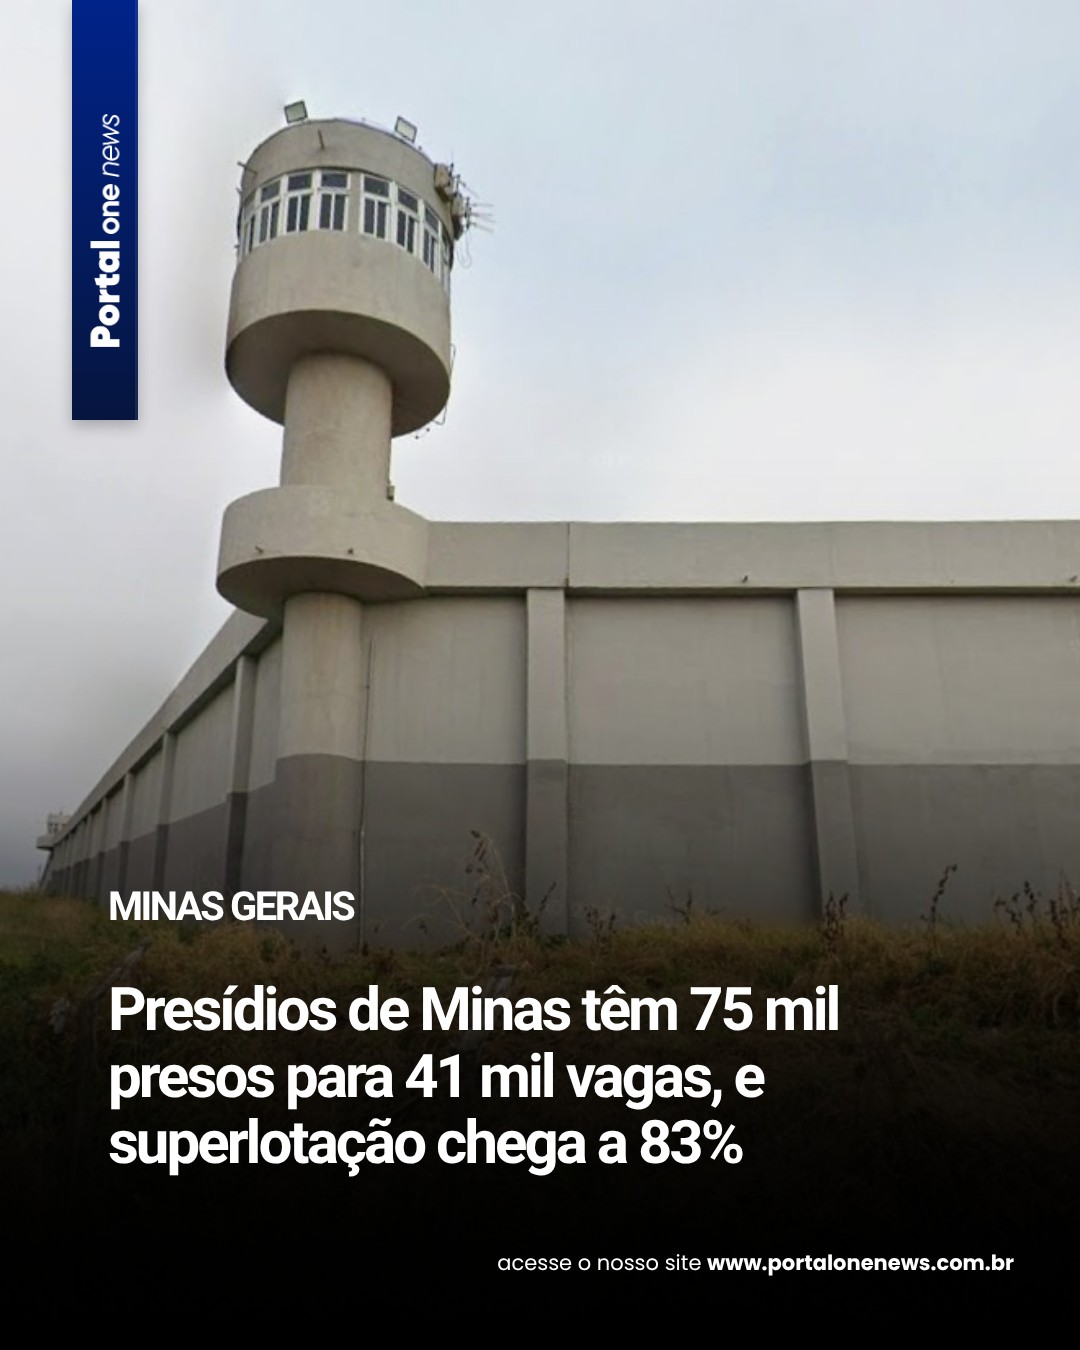 Portal one news
MINAS GERAIS
Presídios de Minas têm 75 mil
presos para 41 mil vagas, e
superlotação chega a 83%
acesse o nosso site www.portalonenews.com.br